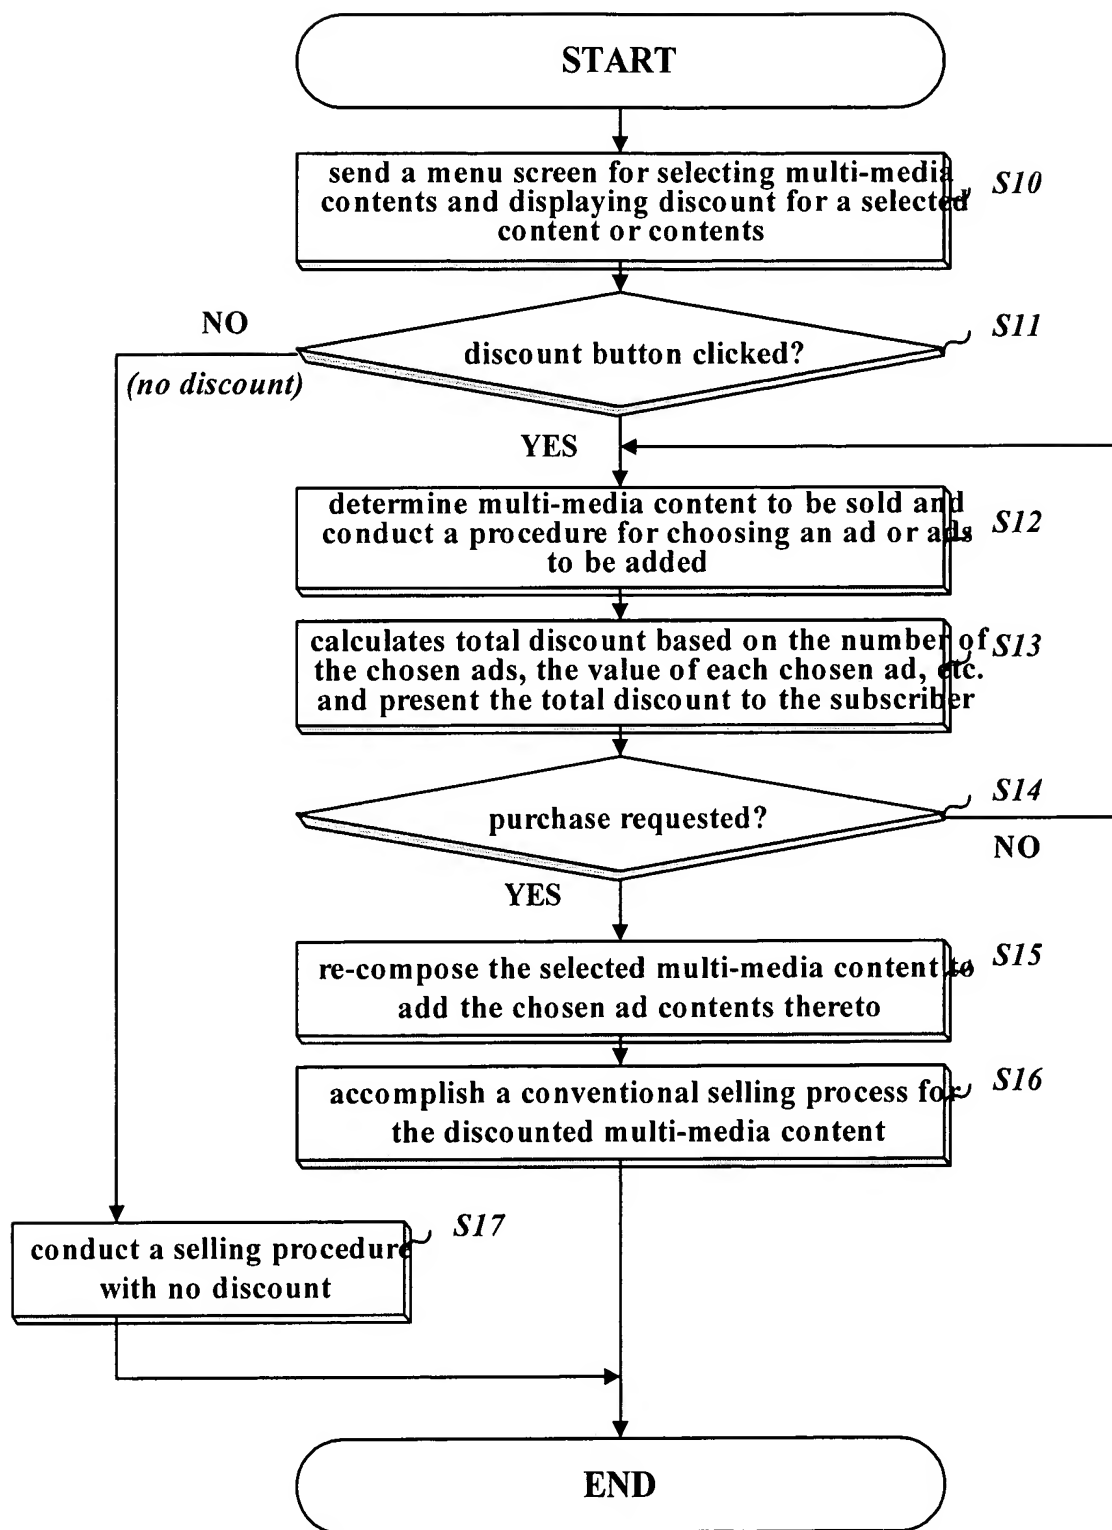 START
send a menu screen for selecting multi-media
contents and displaying discount for a selected
content or contents
S10
NO
(no discount)
discount button clicked?
S11
YES
determine multi-media content to be sold and
conduct a procedure for choosing an ad or ads
to be added
S12
calculates total discount based on the number of
the chosen ads, the value of each chosen ad, etc.
and present the total discount to the subscriber
S13
purchase requested?
S14
NO
YES
re-compose the selected multi-media content to
add the chosen ad contents thereto
S15
accomplish a conventional selling process for
the discounted multi-media content
S16
conduct a selling procedure
with no discount
S17
END